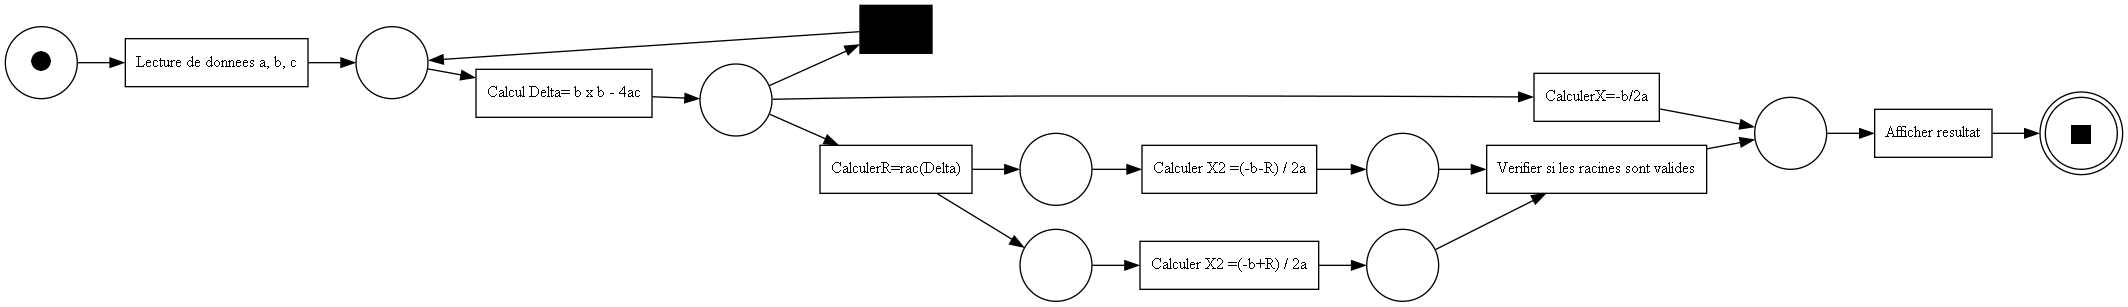 Lecture de donnees a, b, c
Calcul Delta= b x b - 4ac
CalculerX=-b/2a
Afficher resultat
CalculerR=rac(Delta)
Calculer X2 =(-b-R) / 2a
Verifier si les racines sont valides
Calculer X2 =(-b+R) / 2a